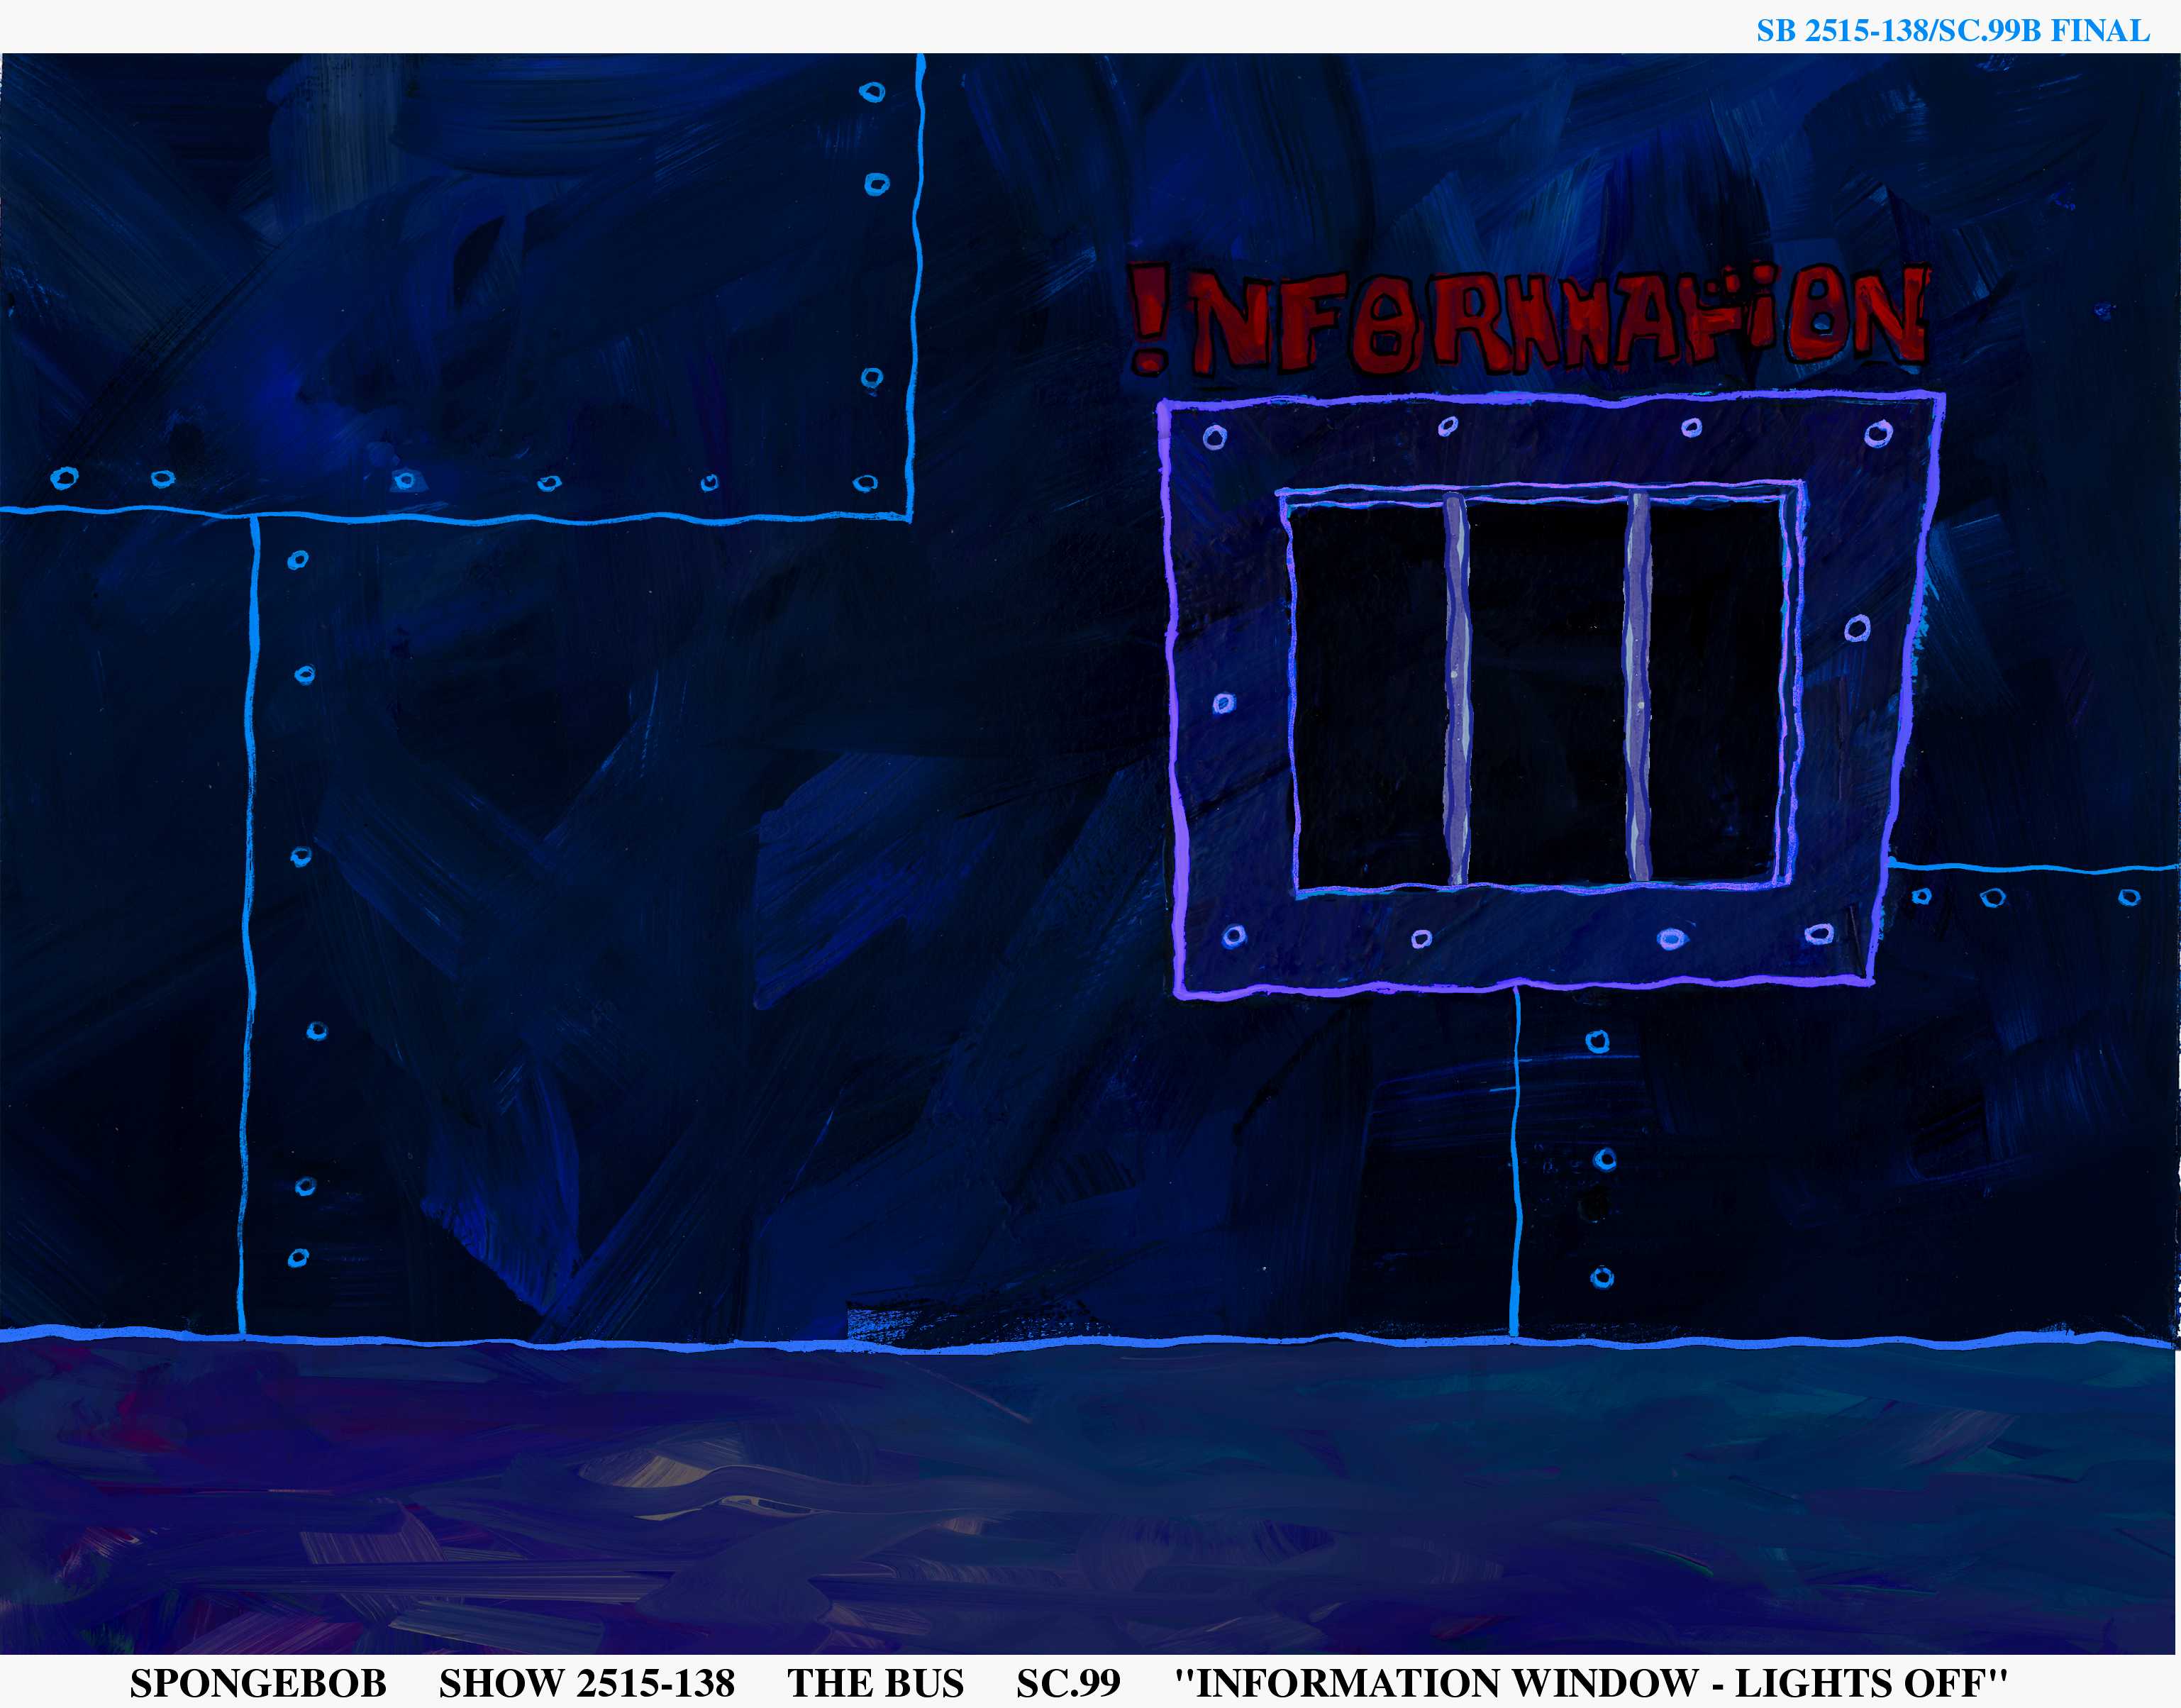 SB 2515-138/SC.99B FINAL
!NFORMATION
SPONGEBOB SHOW 2515-138 THE BUS SC.99 "INFORMATION WINDOW - LIGHTS OFF"